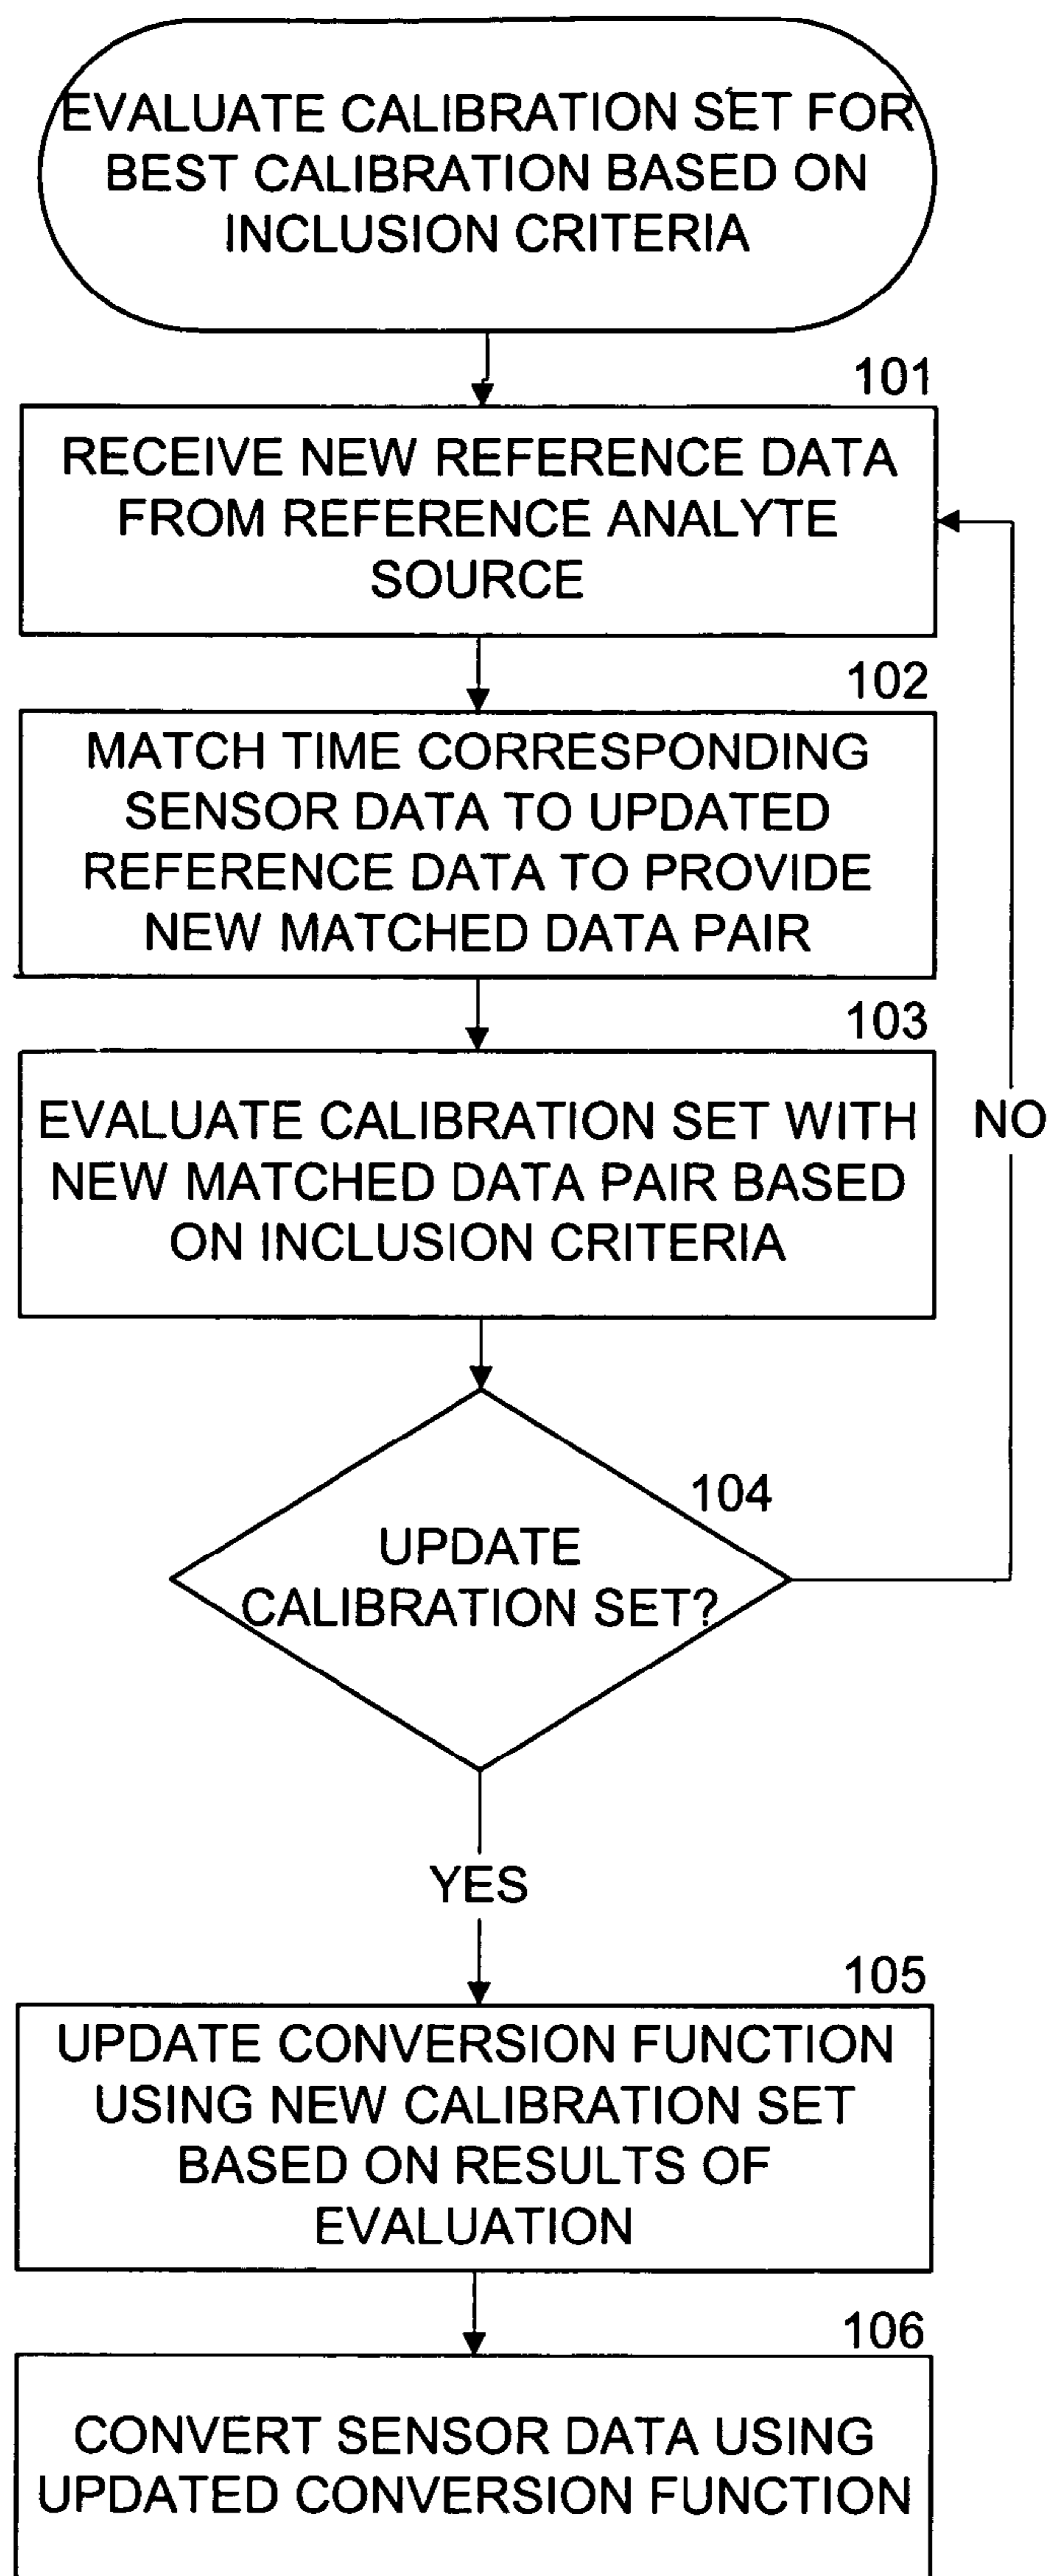 EVALUATE CALIBRATION SET FOR
BEST CALIBRATION BASED ON
INCLUSION CRITERIA
101
RECEIVE NEW REFERENCE DATA
FROM REFERENCE ANALYTE
SOURCE
102
MATCH TIME CORRESPONDING
SENSOR DATA TO UPDATED
REFERENCE DATA TO PROVIDE
NEW MATCHED DATA PAIR
103
EVALUATE CALIBRATION SET WITH
NEW MATCHED DATA PAIR BASED
ON INCLUSION CRITERIA
NO
104
UPDATE
CALIBRATION SET?
YES
105
UPDATE CONVERSION FUNCTION
USING NEW CALIBRATION SET
BASED ON RESULTS OF
EVALUATION
106
CONVERT SENSOR DATA USING
UPDATED CONVERSION FUNCTION